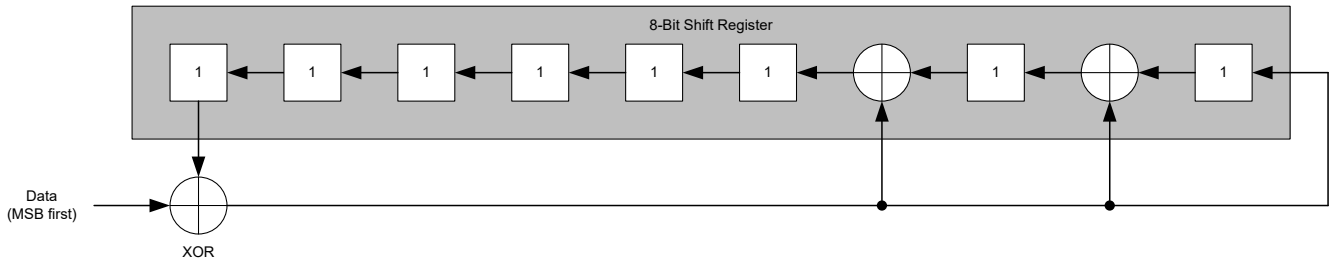 8-Bit Shift Register
1 1 1 1 1 1 1 1
Data
(MSB first)
XOR